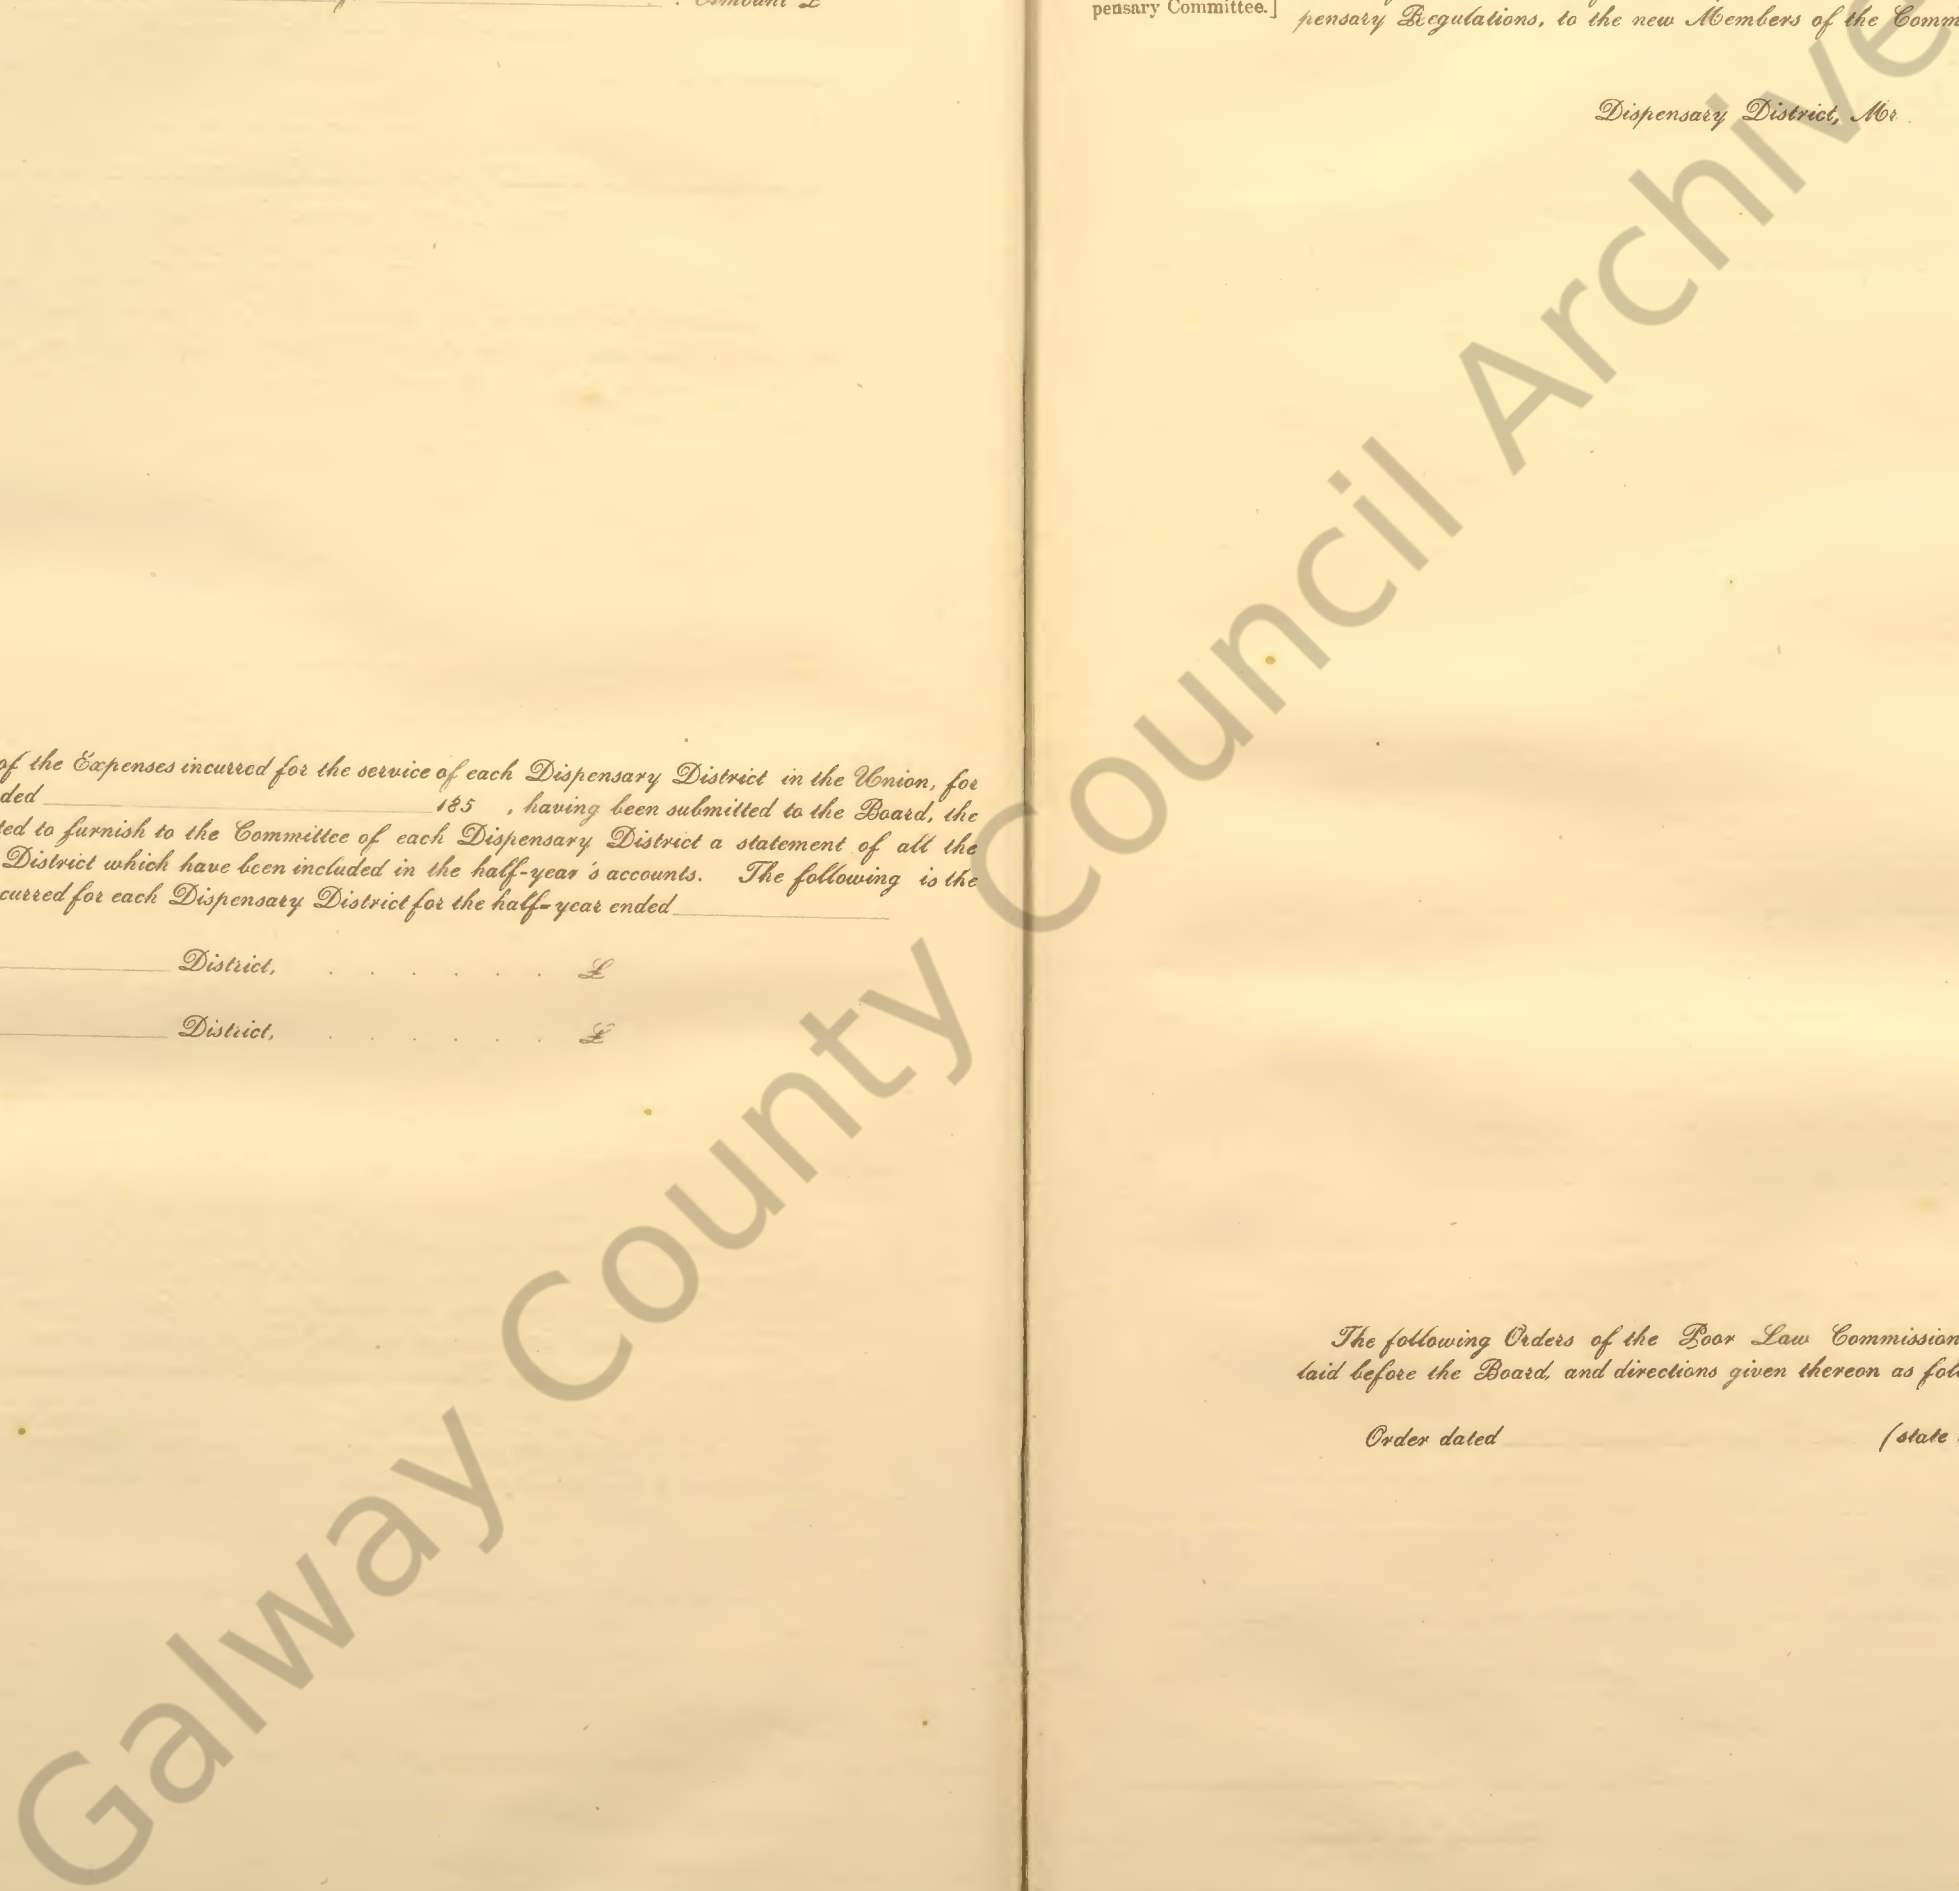 Amount £
of the Expenses incurred for the service of each Dispensary District in the Union, for
ded 185 , having been submitted to the Board, the
ted to furnish to the Committee of each Dispensary District a statement of all the
District which have been included in the half-year's accounts. The following is the
curred for each Dispensary District for the half-year ended
District, . . . . . . £
District, . . . . . . £
pensary Committee.]
pensary Regulations, to the new Members of the Comm
Dispensary District, Mr
The following Orders of the Poor Law Commission
laid before the Board, and directions given thereon as foll
Order dated (state
Galway County Council Archive